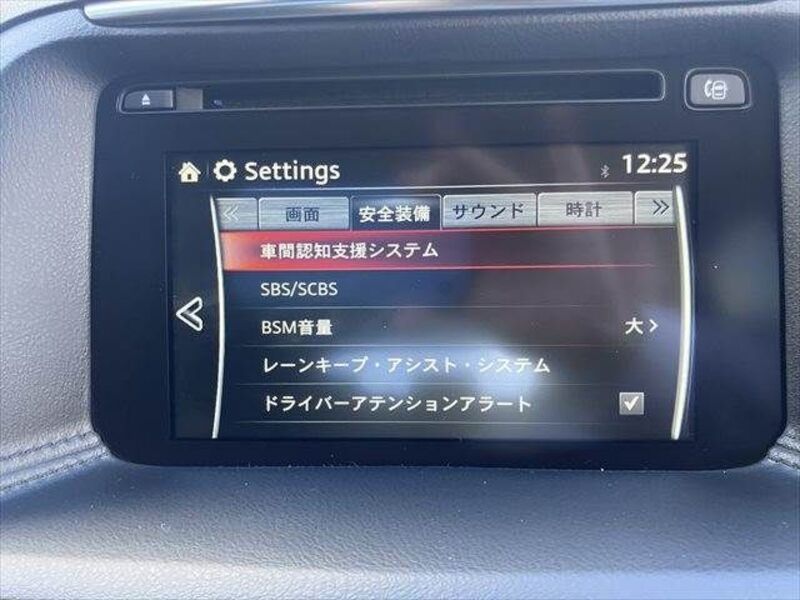 Settings 12:25
画面 安全装備 サウンド 時計
車間認知支援システム
SBS/SCBS
BSM音量 大
レーンキープ・アシスト・システム
ドライバーアテンションアラート